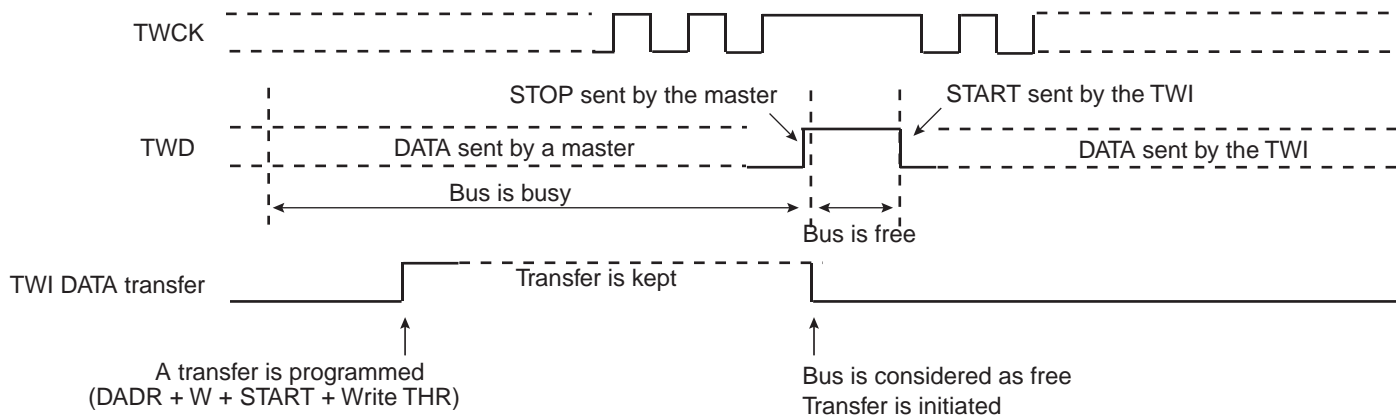 TWCK
STOP sent by the master
START sent by the TWI
TWD
DATA sent by a master
DATA sent by the TWI
Bus is busy
Bus is free
TWI DATA transfer
Transfer is kept
A transfer is programmed
(DADR + W + START + Write THR)
Bus is considered as free
Transfer is initiated